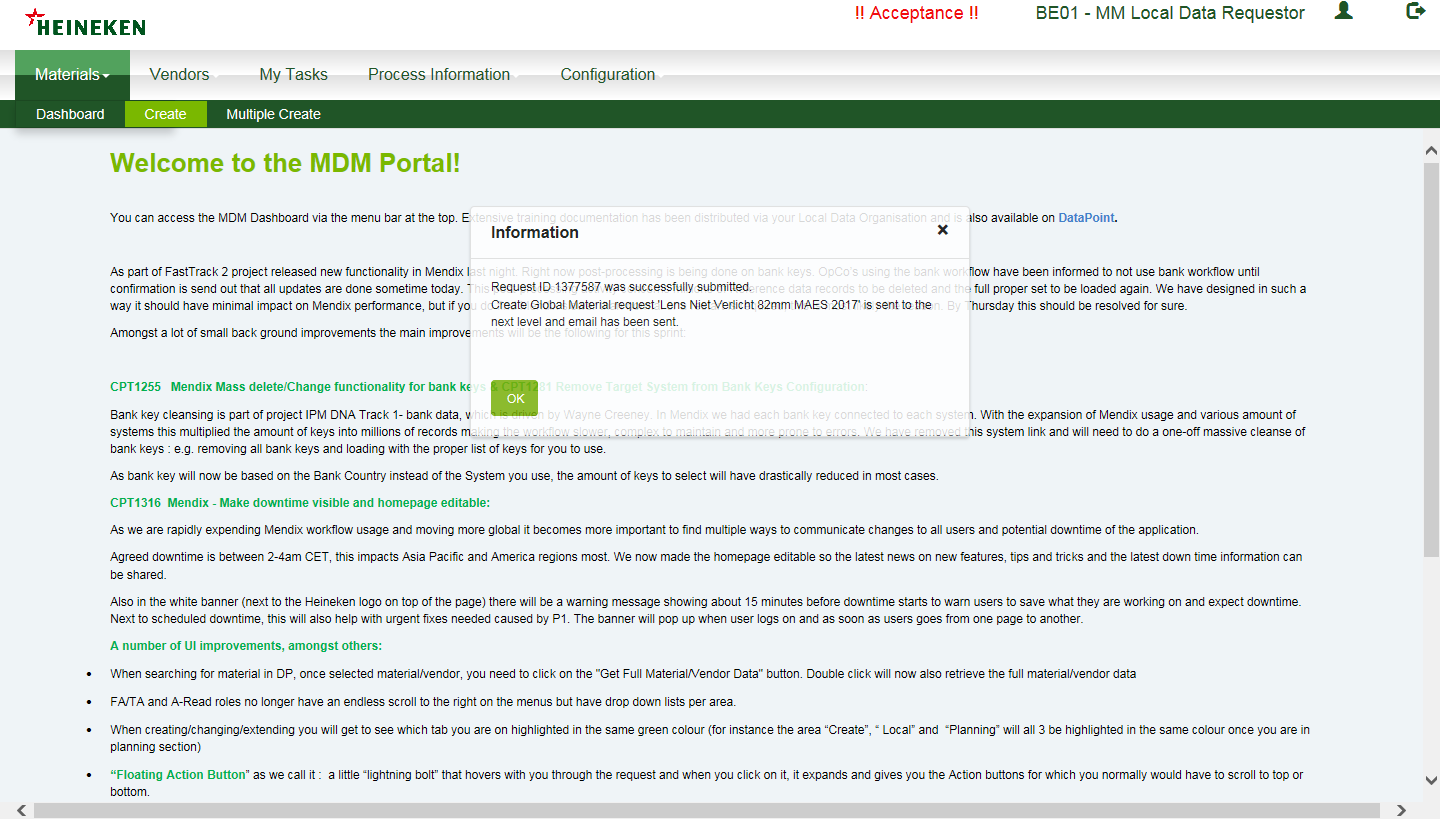 HEINEKEN
!! Acceptance !!
BE01 - MM Local Data Requestor
Materials
Vendors
My Tasks
Process Information
Configuration
Dashboard
Create
Multiple Create
Welcome to the MDM Portal!
You can access the MDM Dashboard via the menu bar at the top. Extensive training documentation has been distributed via your Local Data Organisation and is also available on DataPoint.
Information
As part of FastTrack 2 project released new functionality in Mendix last night. Right now post-processing is being done on bank keys. OpCo's using the bank workflow have been informed to not use bank workflow until
confirmation is send out that all updates are done sometime today. This
erence data records to be deleted and the full proper set to be loaded again. We have designed in such a
way it should have minimal impact on Mendix performance, but if you do
By Thursday this should be resolved for sure.
Request ID 1377587 was successfully submitted.
Create Global Material request 'Lens Niet Verlicht 82mm MAES 2017' is sent to the
next level and email has been sent.
OK
Amongst a lot of small back ground improvements the main improvements will be the following for this sprint:
CPT1255 Mendix Mass delete/Change functionality for bank keys & CPT1281 Remove Target System from Bank Keys Configuration:
Bank key cleansing is part of project IPM DNA Track 1- bank data, which is driven by Wayne Creeney. In Mendix we had each bank key connected to each system. With the expansion of Mendix usage and various amount of
systems this multiplied the amount of keys into millions of records making the workflow slower, complex to maintain and more prone to errors. We have removed this system link and will need to do a one-off massive cleanse of
bank keys : e.g. removing all bank keys and loading with the proper list of keys for you to use.
As bank key will now be based on the Bank Country instead of the System you use, the amount of keys to select will have drastically reduced in most cases.
CPT1316 Mendix - Make downtime visible and homepage editable:
As we are rapidly expending Mendix workflow usage and moving more global it becomes more important to find multiple ways to communicate changes to all users and potential downtime of the application.
Agreed downtime is between 2-4am CET, this impacts Asia Pacific and America regions most. We now made the homepage editable so the latest news on new features, tips and tricks and the latest down time information can
be shared.
Also in the white banner (next to the Heineken logo on top of the page) there will be a warning message showing about 15 minutes before downtime starts to warn users to save what they are working on and expect downtime.
Next to scheduled downtime, this will also help with urgent fixes needed caused by P1. The banner will pop up when user logs on and as soon as users goes from one page to another.
A number of UI improvements, amongst others:
• When searching for material in DP, once selected material/vendor, you need to click on the "Get Full Material/Vendor Data" button. Double click will now also retrieve the full material/vendor data
• FA/TA and A-Read roles no longer have an endless scroll to the right on the menus but have drop down lists per area.
• When creating/changing/extending you will get to see which tab you are on highlighted in the same green colour (for instance the area “Create”, “ Local” and “Planning” will all 3 be highlighted in the same colour once you are in
planning section)
• “Floating Action Button” as we call it : a little “lightning bolt” that hovers with you through the request and when you click on it, it expands and gives you the Action buttons for which you normally would have to scroll to top or
bottom.